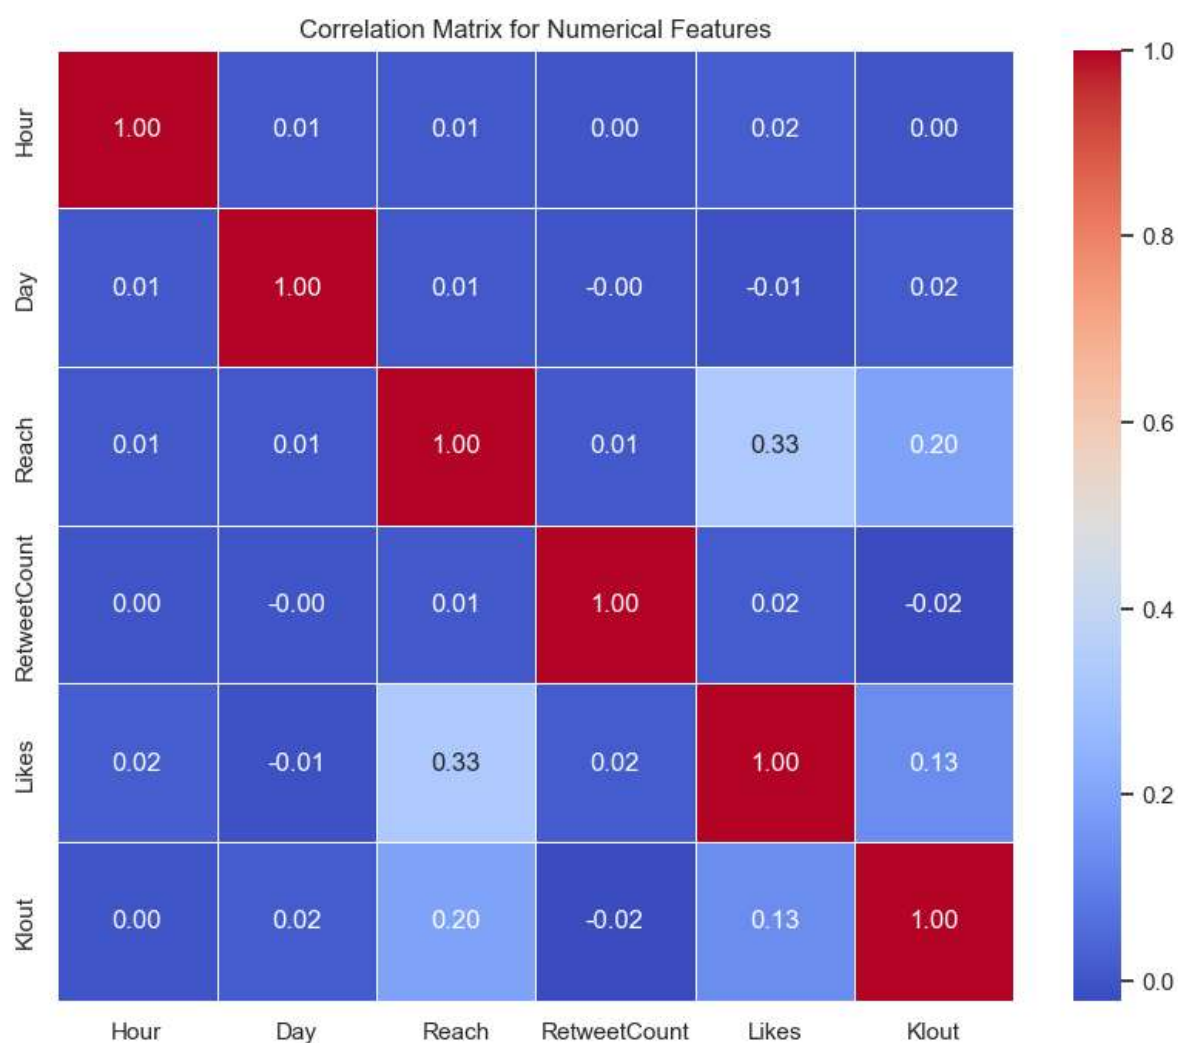 Correlation Matrix for Numerical Features
Hour 1.00 0.01 0.01 0.00 0.02 0.00
Day 0.01 1.00 0.01 -0.00 -0.01 0.02
Reach 0.01 0.01 1.00 0.01 0.33 0.20
RetweetCount 0.00 -0.00 0.01 1.00 0.02 -0.02
Likes 0.02 -0.01 0.33 0.02 1.00 0.13
Klout 0.00 0.02 0.20 -0.02 0.13 1.00
Hour Day Reach RetweetCount Likes Klout
1.0
0.8
0.6
0.4
0.2
0.0